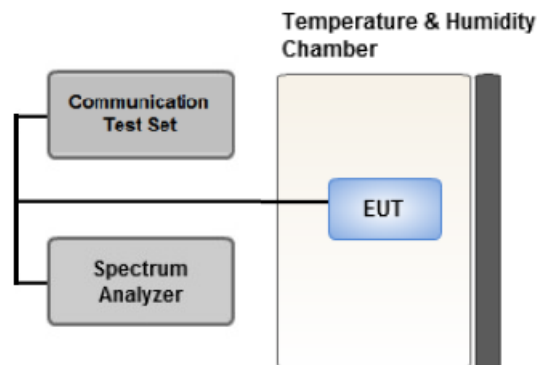 Temperature & Humidity
Chamber
Communication
Test Set
EUT
Spectrum
Analyzer